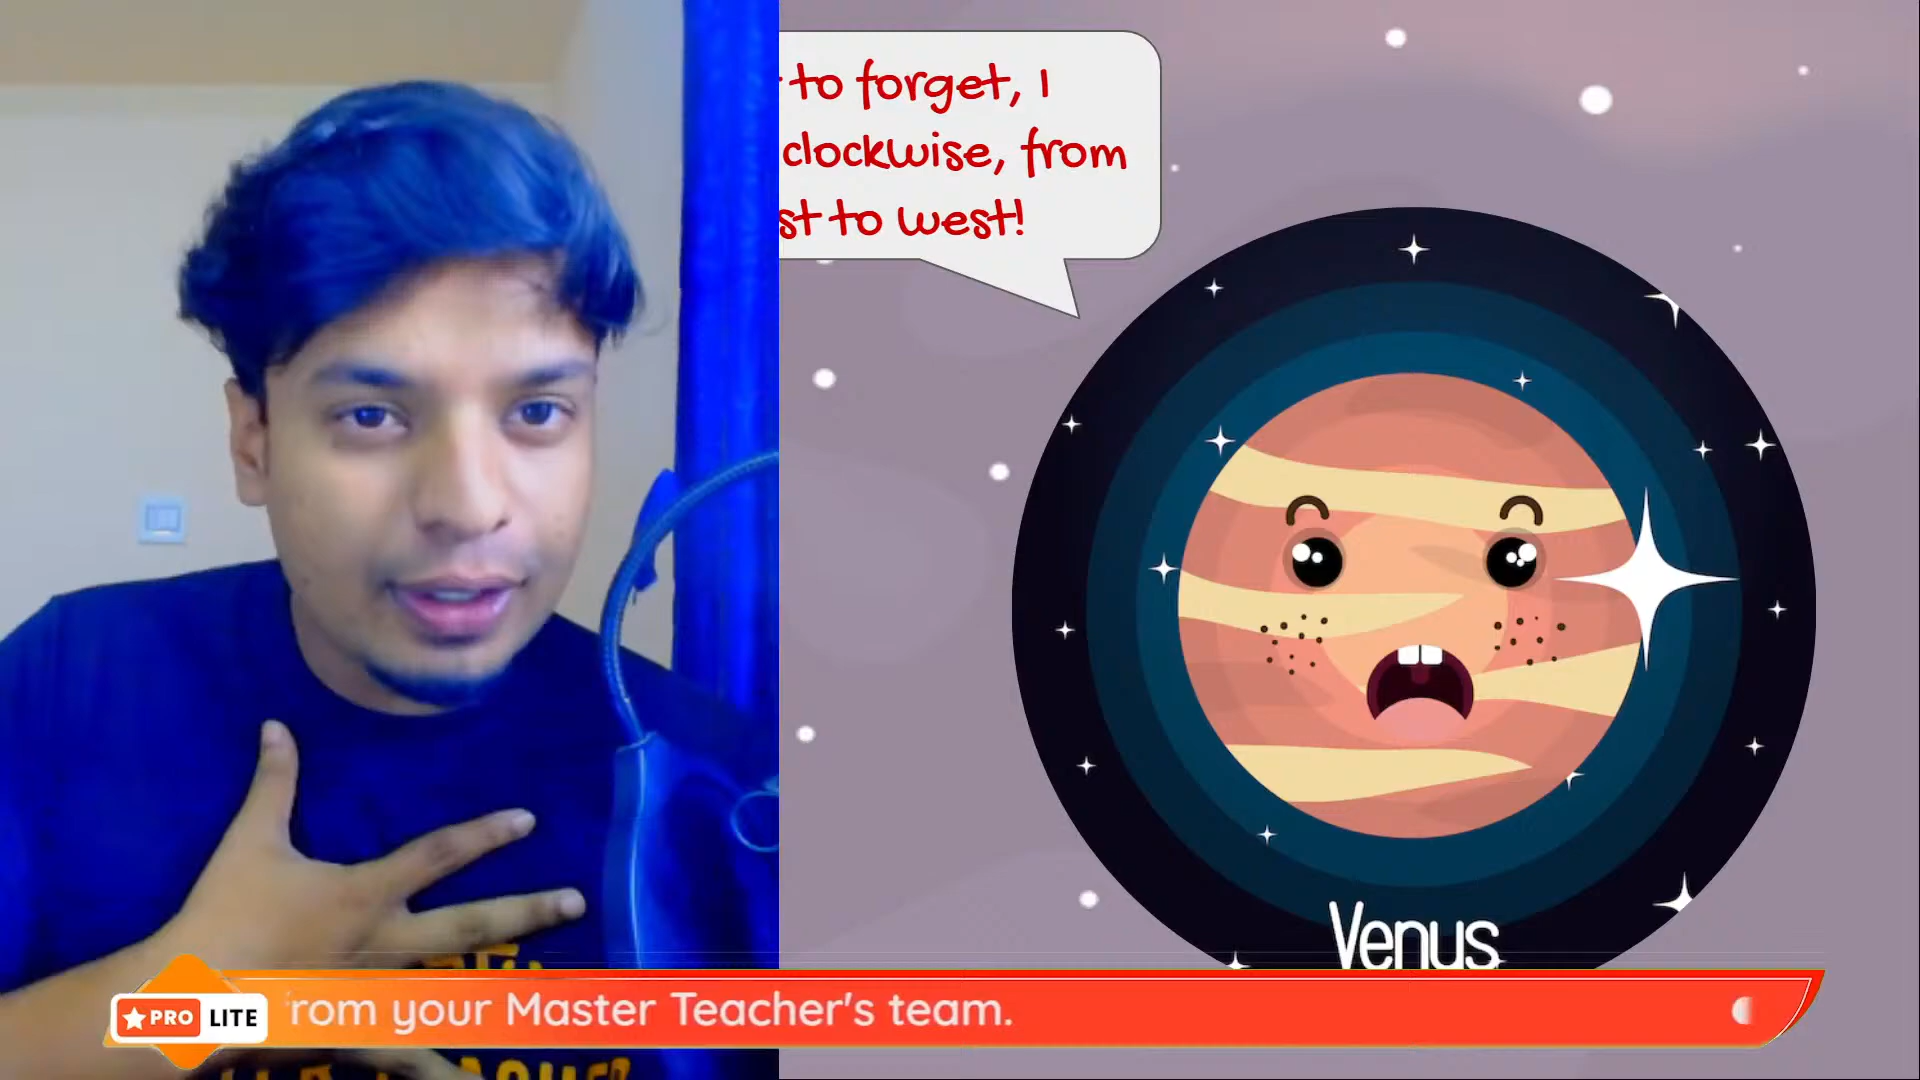 to forget, I
clockwise, from
st to west!
Venus
PRO LITE
rom your Master Teacher's team.